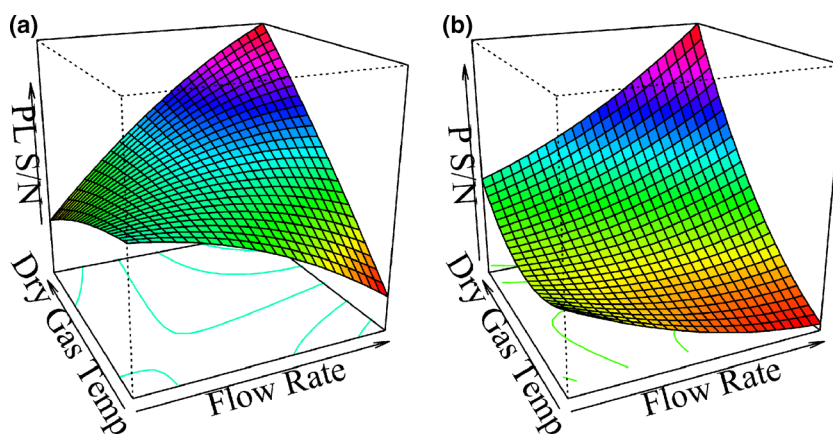 (a)
PL S/N
Dry Gas Temp
Flow Rate
(b)
P S/N
Dry Gas Temp
Flow Rate